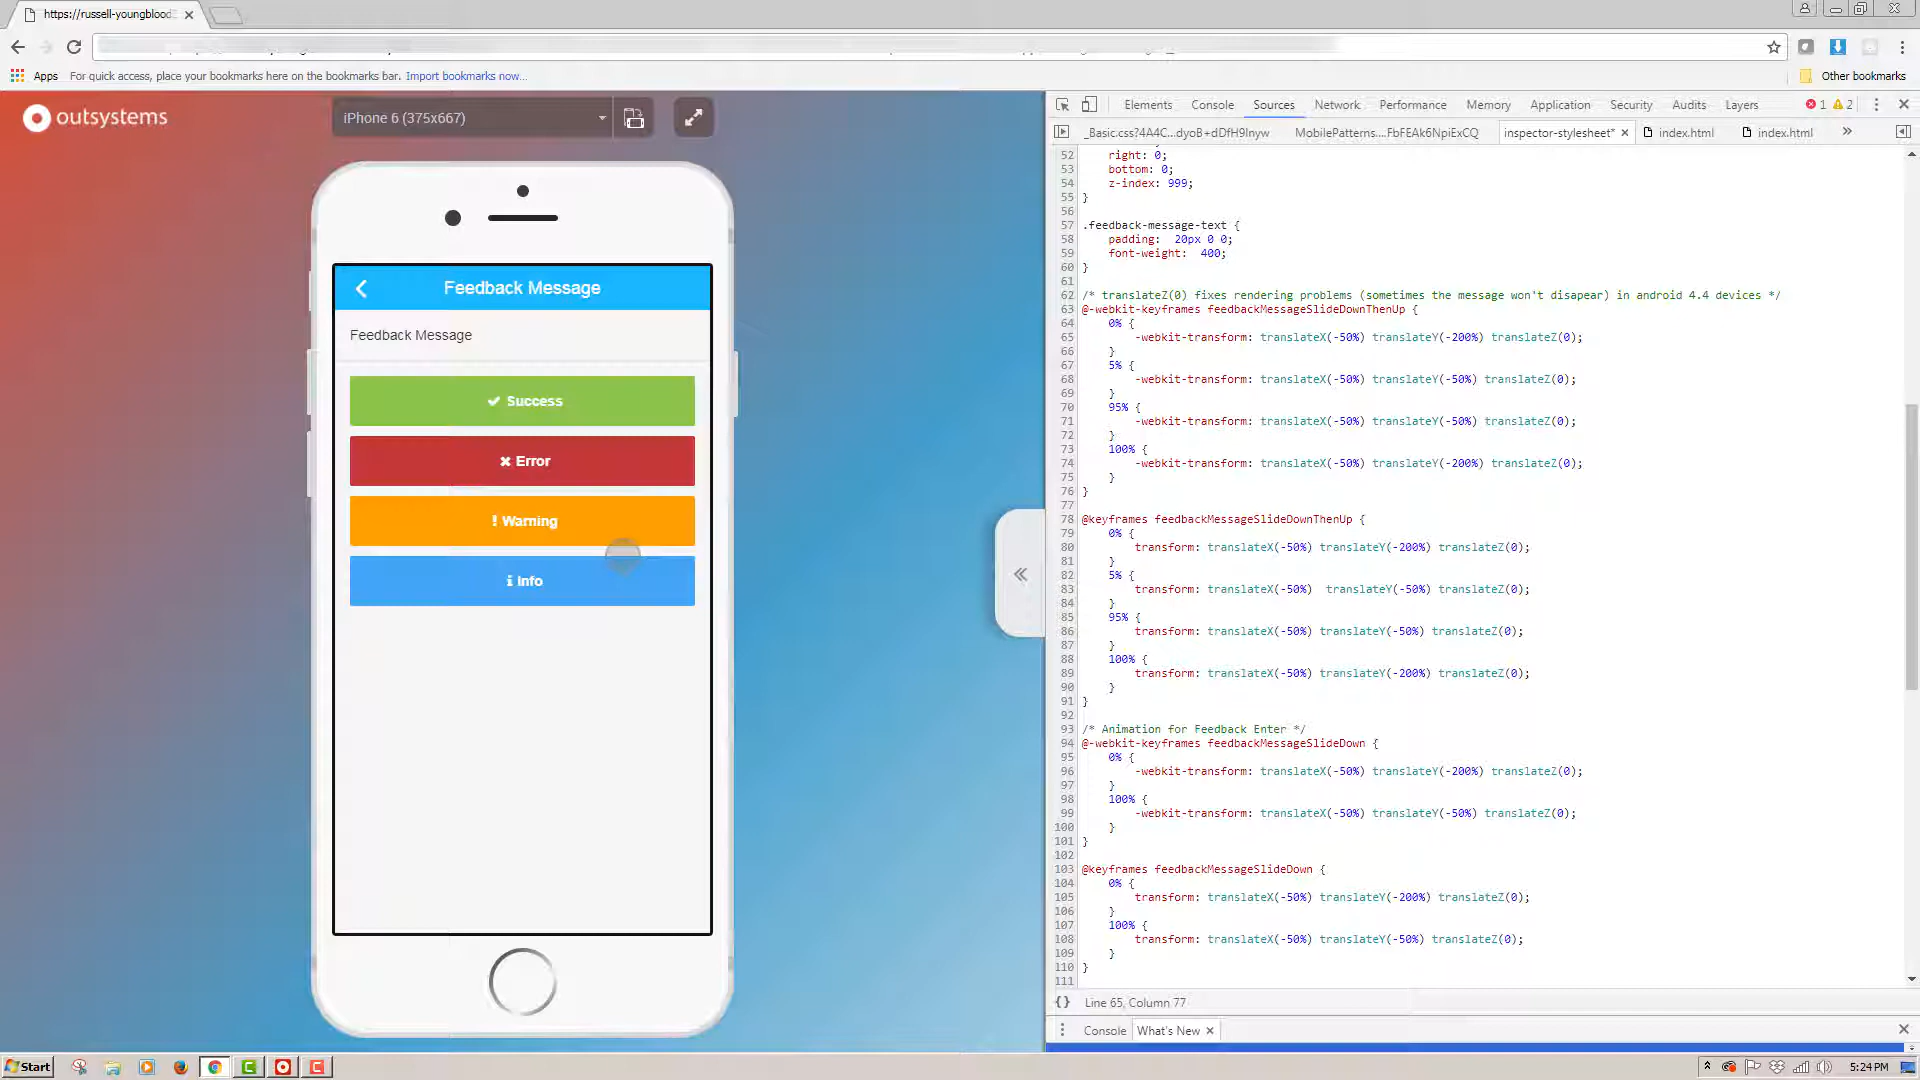 https://russell-youngblood
Apps For quick access, place your bookmarks here on the bookmarks bar. Import bookmarks now... Other bookmarks
outsystems
iPhone 6 (375x667)
Feedback Message
Feedback Message
Success
Error
! Warning
i Info
Elements Console Sources Network Performance Memory Application Security Audits Layers 1 2
_Basic.css?4A4C...dyoB+dDfH9Inyw MobilePatterns....FbFEAk6NpiExCQ inspector-stylesheet* index.html index.html
52 right: 0;
53 bottom: 0;
54 z-index: 999;
55 }
56
57 .feedback-message-text {
58 padding: 20px 0 0;
59 font-weight: 400;
60 }
61
62 /* translateZ(0) fixes rendering problems (sometimes the message won't disapear) in android 4.4 devices */
63 @-webkit-keyframes feedbackMessageSlideDownThenUp {
64 0% {
65 -webkit-transform: translateX(-50%) translateY(-200%) translateZ(0);
66 }
67 5% {
68 -webkit-transform: translateX(-50%) translateY(-50%) translateZ(0);
69 }
70 95% {
71 -webkit-transform: translateX(-50%) translateY(-50%) translateZ(0);
72 }
73 100% {
74 -webkit-transform: translateX(-50%) translateY(-200%) translateZ(0);
75 }
76 }
77
78 @keyframes feedbackMessageSlideDownThenUp {
79 0% {
80 transform: translateX(-50%) translateY(-200%) translateZ(0);
81 }
82 5% {
83 transform: translateX(-50%) translateY(-50%) translateZ(0);
84 }
85 95% {
86 transform: translateX(-50%) translateY(-50%) translateZ(0);
87 }
88 100% {
89 transform: translateX(-50%) translateY(-200%) translateZ(0);
90 }
91 }
92
93 /* Animation for Feedback Enter */
94 @-webkit-keyframes feedbackMessageSlideDown {
95 0% {
96 -webkit-transform: translateX(-50%) translateY(-200%) translateZ(0);
97 }
98 100% {
99 -webkit-transform: translateX(-50%) translateY(-50%) translateZ(0);
100 }
101 }
102
103 @keyframes feedbackMessageSlideDown {
104 0% {
105 transform: translateX(-50%) translateY(-200%) translateZ(0);
106 }
107 100% {
108 transform: translateX(-50%) translateY(-50%) translateZ(0);
109 }
110 }
111
{} Line 65, Column 77
Console What's New
Start 5:24 PM